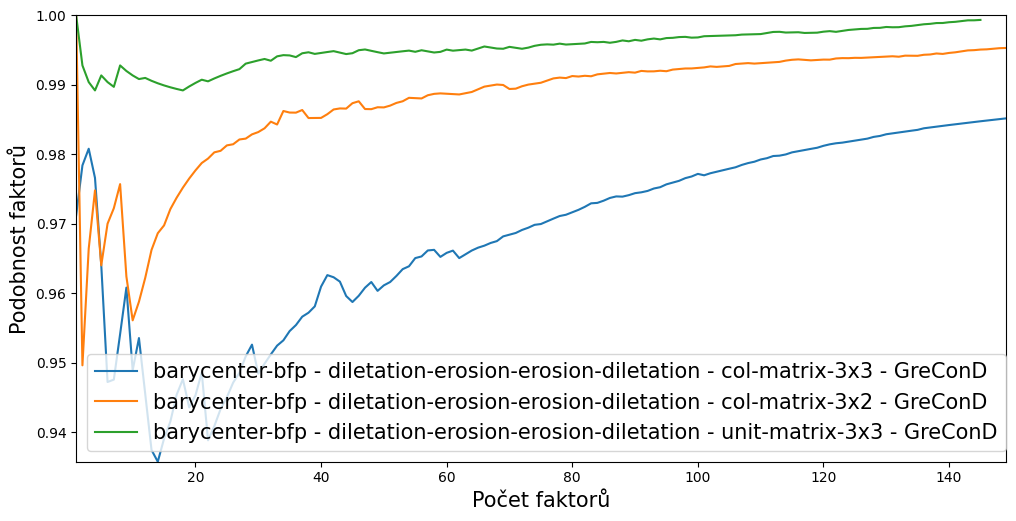 1.00
0.99
0.98
0.97
0.96
0.95
0.94
Podobnost faktorů
barycenter-bfp - diletation-erosion-erosion-diletation - col-matrix-3x3 - GreConD
barycenter-bfp - diletation-erosion-erosion-diletation - col-matrix-3x2 - GreConD
barycenter-bfp - diletation-erosion-erosion-diletation - unit-matrix-3x3 - GreConD
20 40 60 80 100 120 140
Počet faktorů